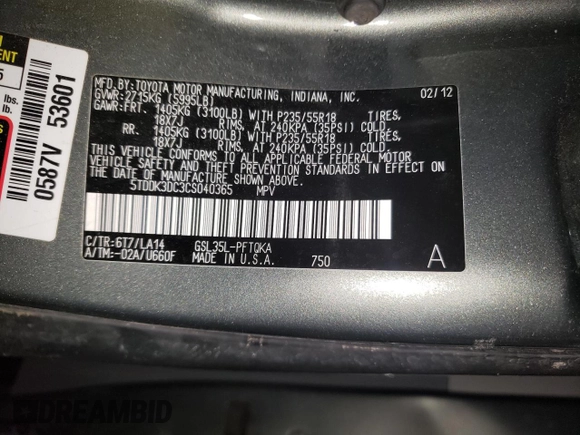 MFD.BY:TOYOTA MOTOR MANUFACTURING, INDIANA, INC.
GVWR:2715KG (5995LB) 02/12
GAWR:FRT. 1405KG (3100LB) WITH P235/55R18 TIRES,
18X7J RIMS, AT 240KPA (35PSI) COLD
RR. 1405KG (3100LB) WITH P235/55R18 TIRES,
18X7J RIMS, AT 240KPA (35PSI) COLD
THIS VEHICLE CONFORMS TO ALL APPLICABLE FEDERAL MOTOR
VEHICLE SAFETY AND THEFT PREVENTION STANDARDS IN EFFECT
ON THE DATE OF MANUFACTURE SHOWN ABOVE.
5TDDK3DC3CS040365 MPV
C/TR:6T7/LA14 GSL35L-PFTQKA
A/TM:-02A/U660F MADE IN U.S.A. 750
A
0587V 53601
ENT
5
lbs.
lbs.
DREAMBID